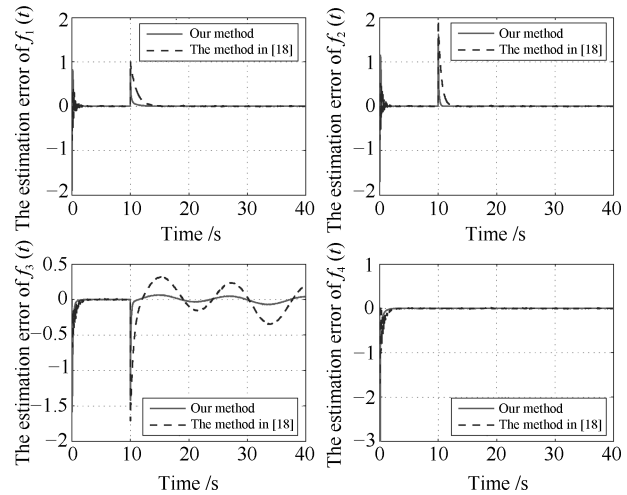 The estimation error of f1 (t)
2
1
0
−1
−2
0
10
20
30
40
Time /s
Our method
The method in [18]
The estimation error of f2 (t)
2
1
0
−1
−2
0
10
20
30
40
Time /s
Our method
The method in [18]
The estimation error of f3 (t)
0.5
0
−0.5
−1
−1.5
−2
0
10
20
30
40
Time /s
Our method
The method in [18]
The estimation error of f4 (t)
1
0
−1
−2
−3
0
10
20
30
40
Time /s
Our method
The method in [18]